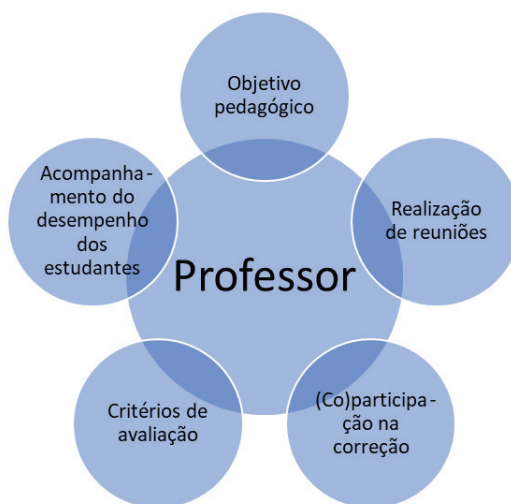 Objetivo
pedagógico
Acompanha-
mento do
desempenho
dos
estudantes
Realização
de reuniões
Professor
Critérios de
avaliação
(Co)participa-
ção na
correção